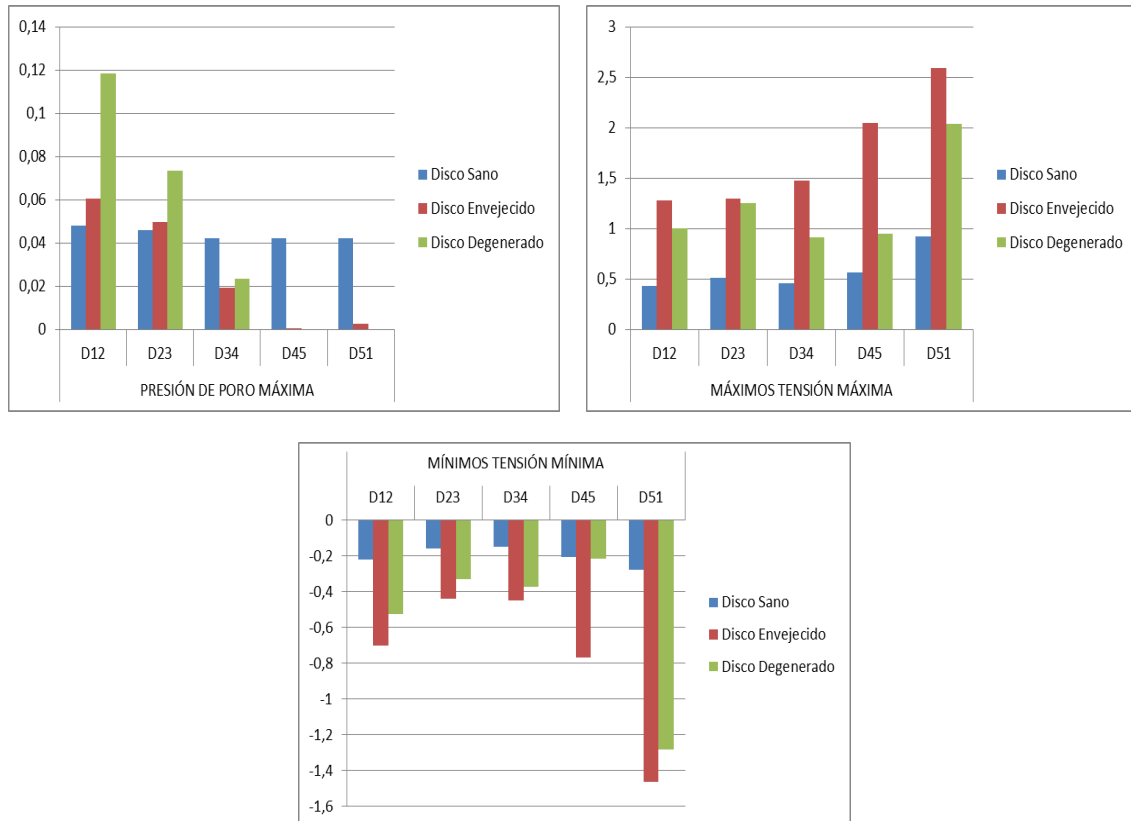 0,14
0,12
0,1
0,08
0,06
0,04
0,02
0
D12 D23 D34 D45 D51
PRESIÓN DE PORO MÁXIMA
Disco Sano
Disco Envejecido
Disco Degenerado
3
2,5
2
1,5
1
0,5
0
D12 D23 D34 D45 D51
MÁXIMOS TENSIÓN MÁXIMA
Disco Sano
Disco Envejecido
Disco Degenerado
MÍNIMOS TENSIÓN MÍNIMA
D12 D23 D34 D45 D51
0
-0,2
-0,4
-0,6
-0,8
-1
-1,2
-1,4
-1,6
Disco Sano
Disco Envejecido
Disco Degenerado